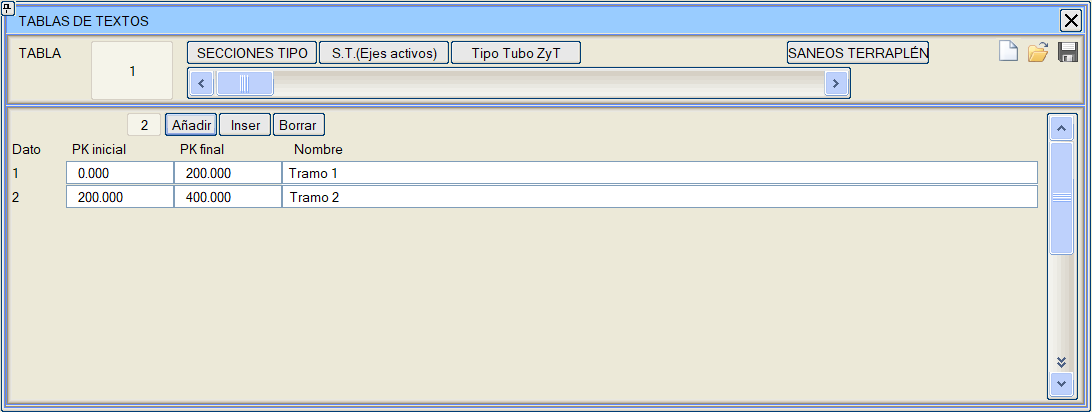 TABLAS DE TEXTOS
TABLA 1 SECCIONES TIPO S.T.(Ejes activos) Tipo Tubo ZyT SANEOS TERRAPLÉN
2 Añadir Inser Borrar
Dato PK inicial PK final Nombre
1 0.000 200.000 Tramo 1
2 200.000 400.000 Tramo 2